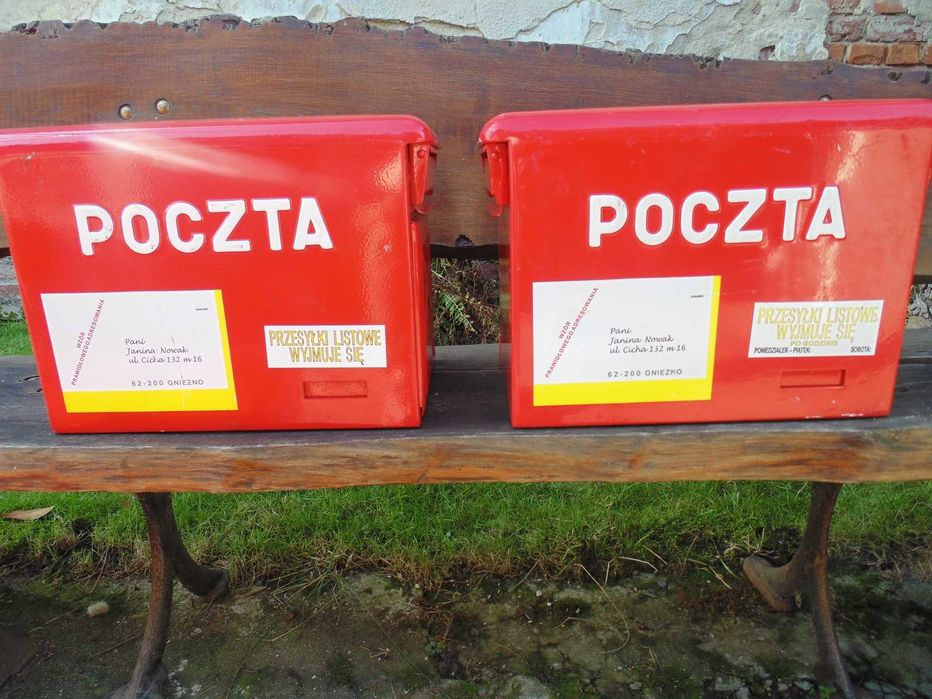 POCZTA
WZÓR
PRAWIDŁOWEGO ADRESOWANIA
Pani
Janina Nowak
ul. Cicha 132 m 16
62-200 GNIEZNO
PRZESYŁKI LISTOWE
WYJMUJE SIĘ
POCZTA
WZÓR
PRAWIDŁOWEGO ADRESOWANIA
Pani
Janina Nowak
ul. Cicha 132 m 16
62-200 GNIEZNO
PRZESYŁKI LISTOWE
WYJMUJE SIĘ
PO GODZINIE
PONIEDZIAŁEK - PIĄTEK: SOBOTA: